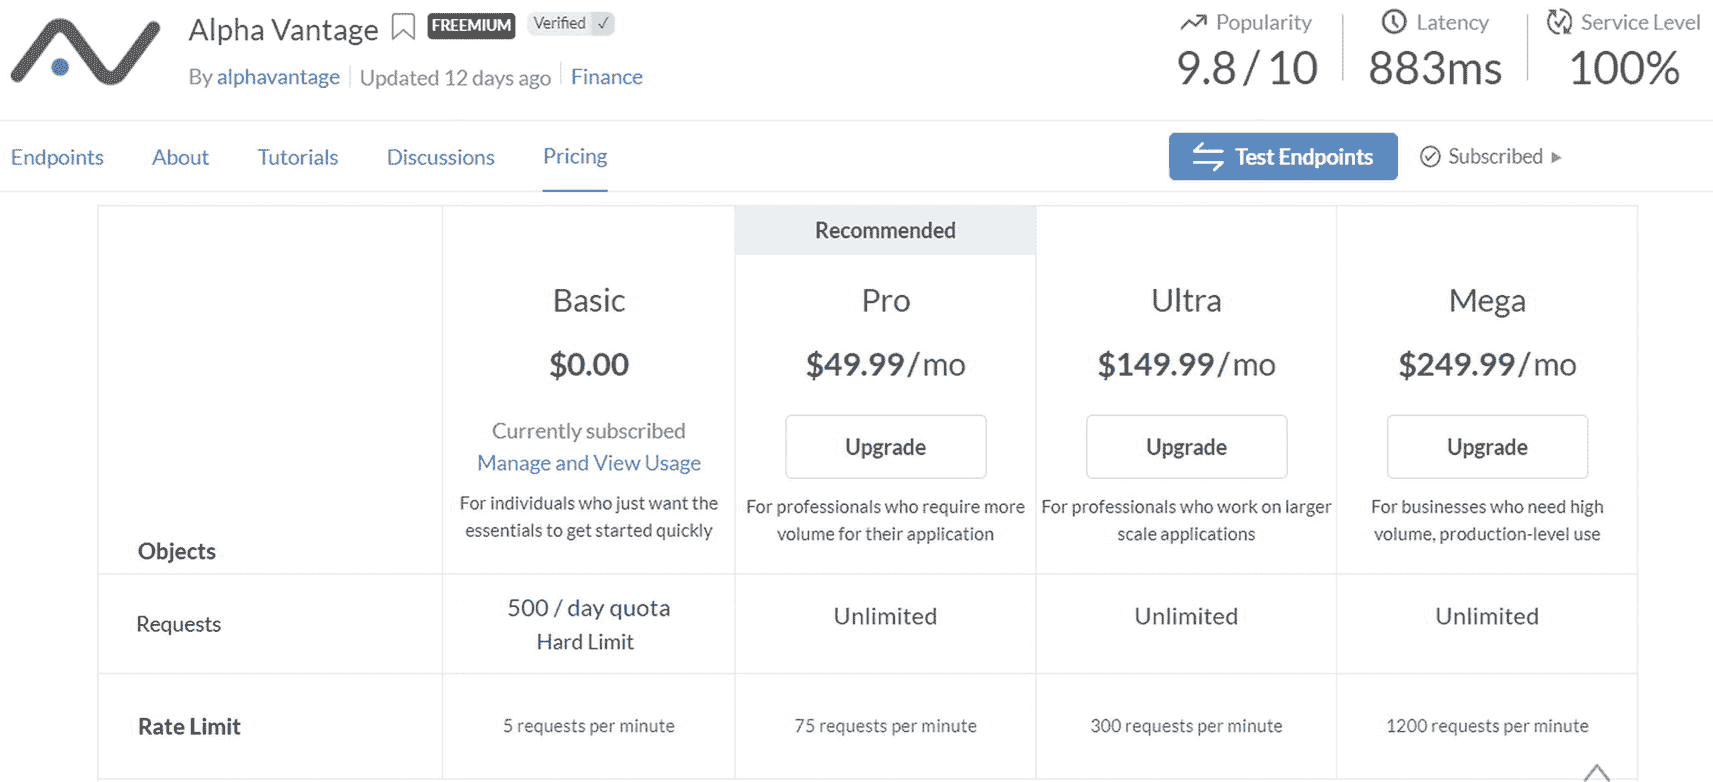 Alpha Vantage FREEMIUM Verified ✓
By alphavantage Updated 12 days ago Finance
Popularity
9.8 / 10
Latency
883ms
Service Level
100%
Endpoints About Tutorials Discussions Pricing
Test Endpoints
Subscribed
Recommended
Basic
$0.00
Currently subscribed
Manage and View Usage
For individuals who just want the
essentials to get started quickly
Pro
$49.99/mo
Upgrade
For professionals who require more
volume for their application
Ultra
$149.99/mo
Upgrade
For professionals who work on larger
scale applications
Mega
$249.99/mo
Upgrade
For businesses who need high
volume, production-level use
Objects
Requests
500 / day quota
Hard Limit
Unlimited
Unlimited
Unlimited
Rate Limit
5 requests per minute
75 requests per minute
300 requests per minute
1200 requests per minute